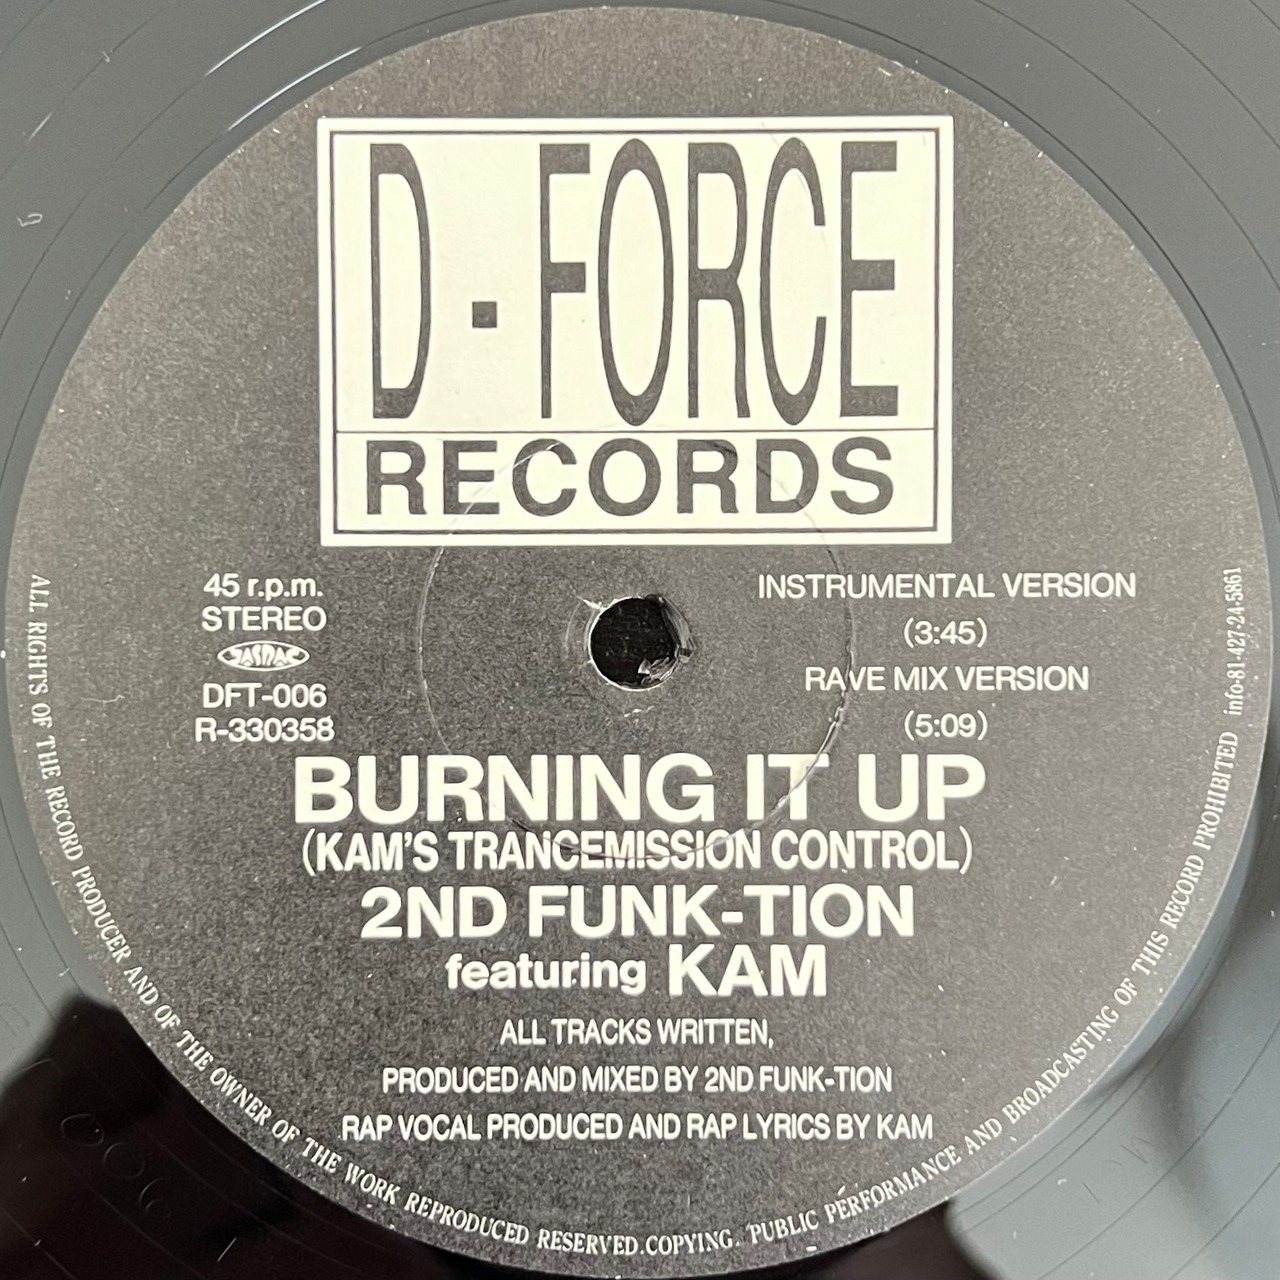 D-FORCE
RECORDS
45 r.p.m.
STEREO
JASRAC
DFT-006
R-330358
INSTRUMENTAL VERSION
(3:45)
RAVE MIX VERSION
(5:09)
BURNING IT UP
(KAM'S TRANCEMISSION CONTROL)
2ND FUNK-TION
featuring KAM
ALL TRACKS WRITTEN,
PRODUCED AND MIXED BY 2ND FUNK-TION
RAP VOCAL PRODUCED AND RAP LYRICS BY KAM
ALL RIGHTS OF THE RECORD PRODUCER AND OF THE OWNER OF THE WORK REPRODUCED RESERVED.COPYING. PUBLIC PERFORMANCE AND BROADCASTING OF THIS RECORD PROHIBITED info-81-427-24-5861